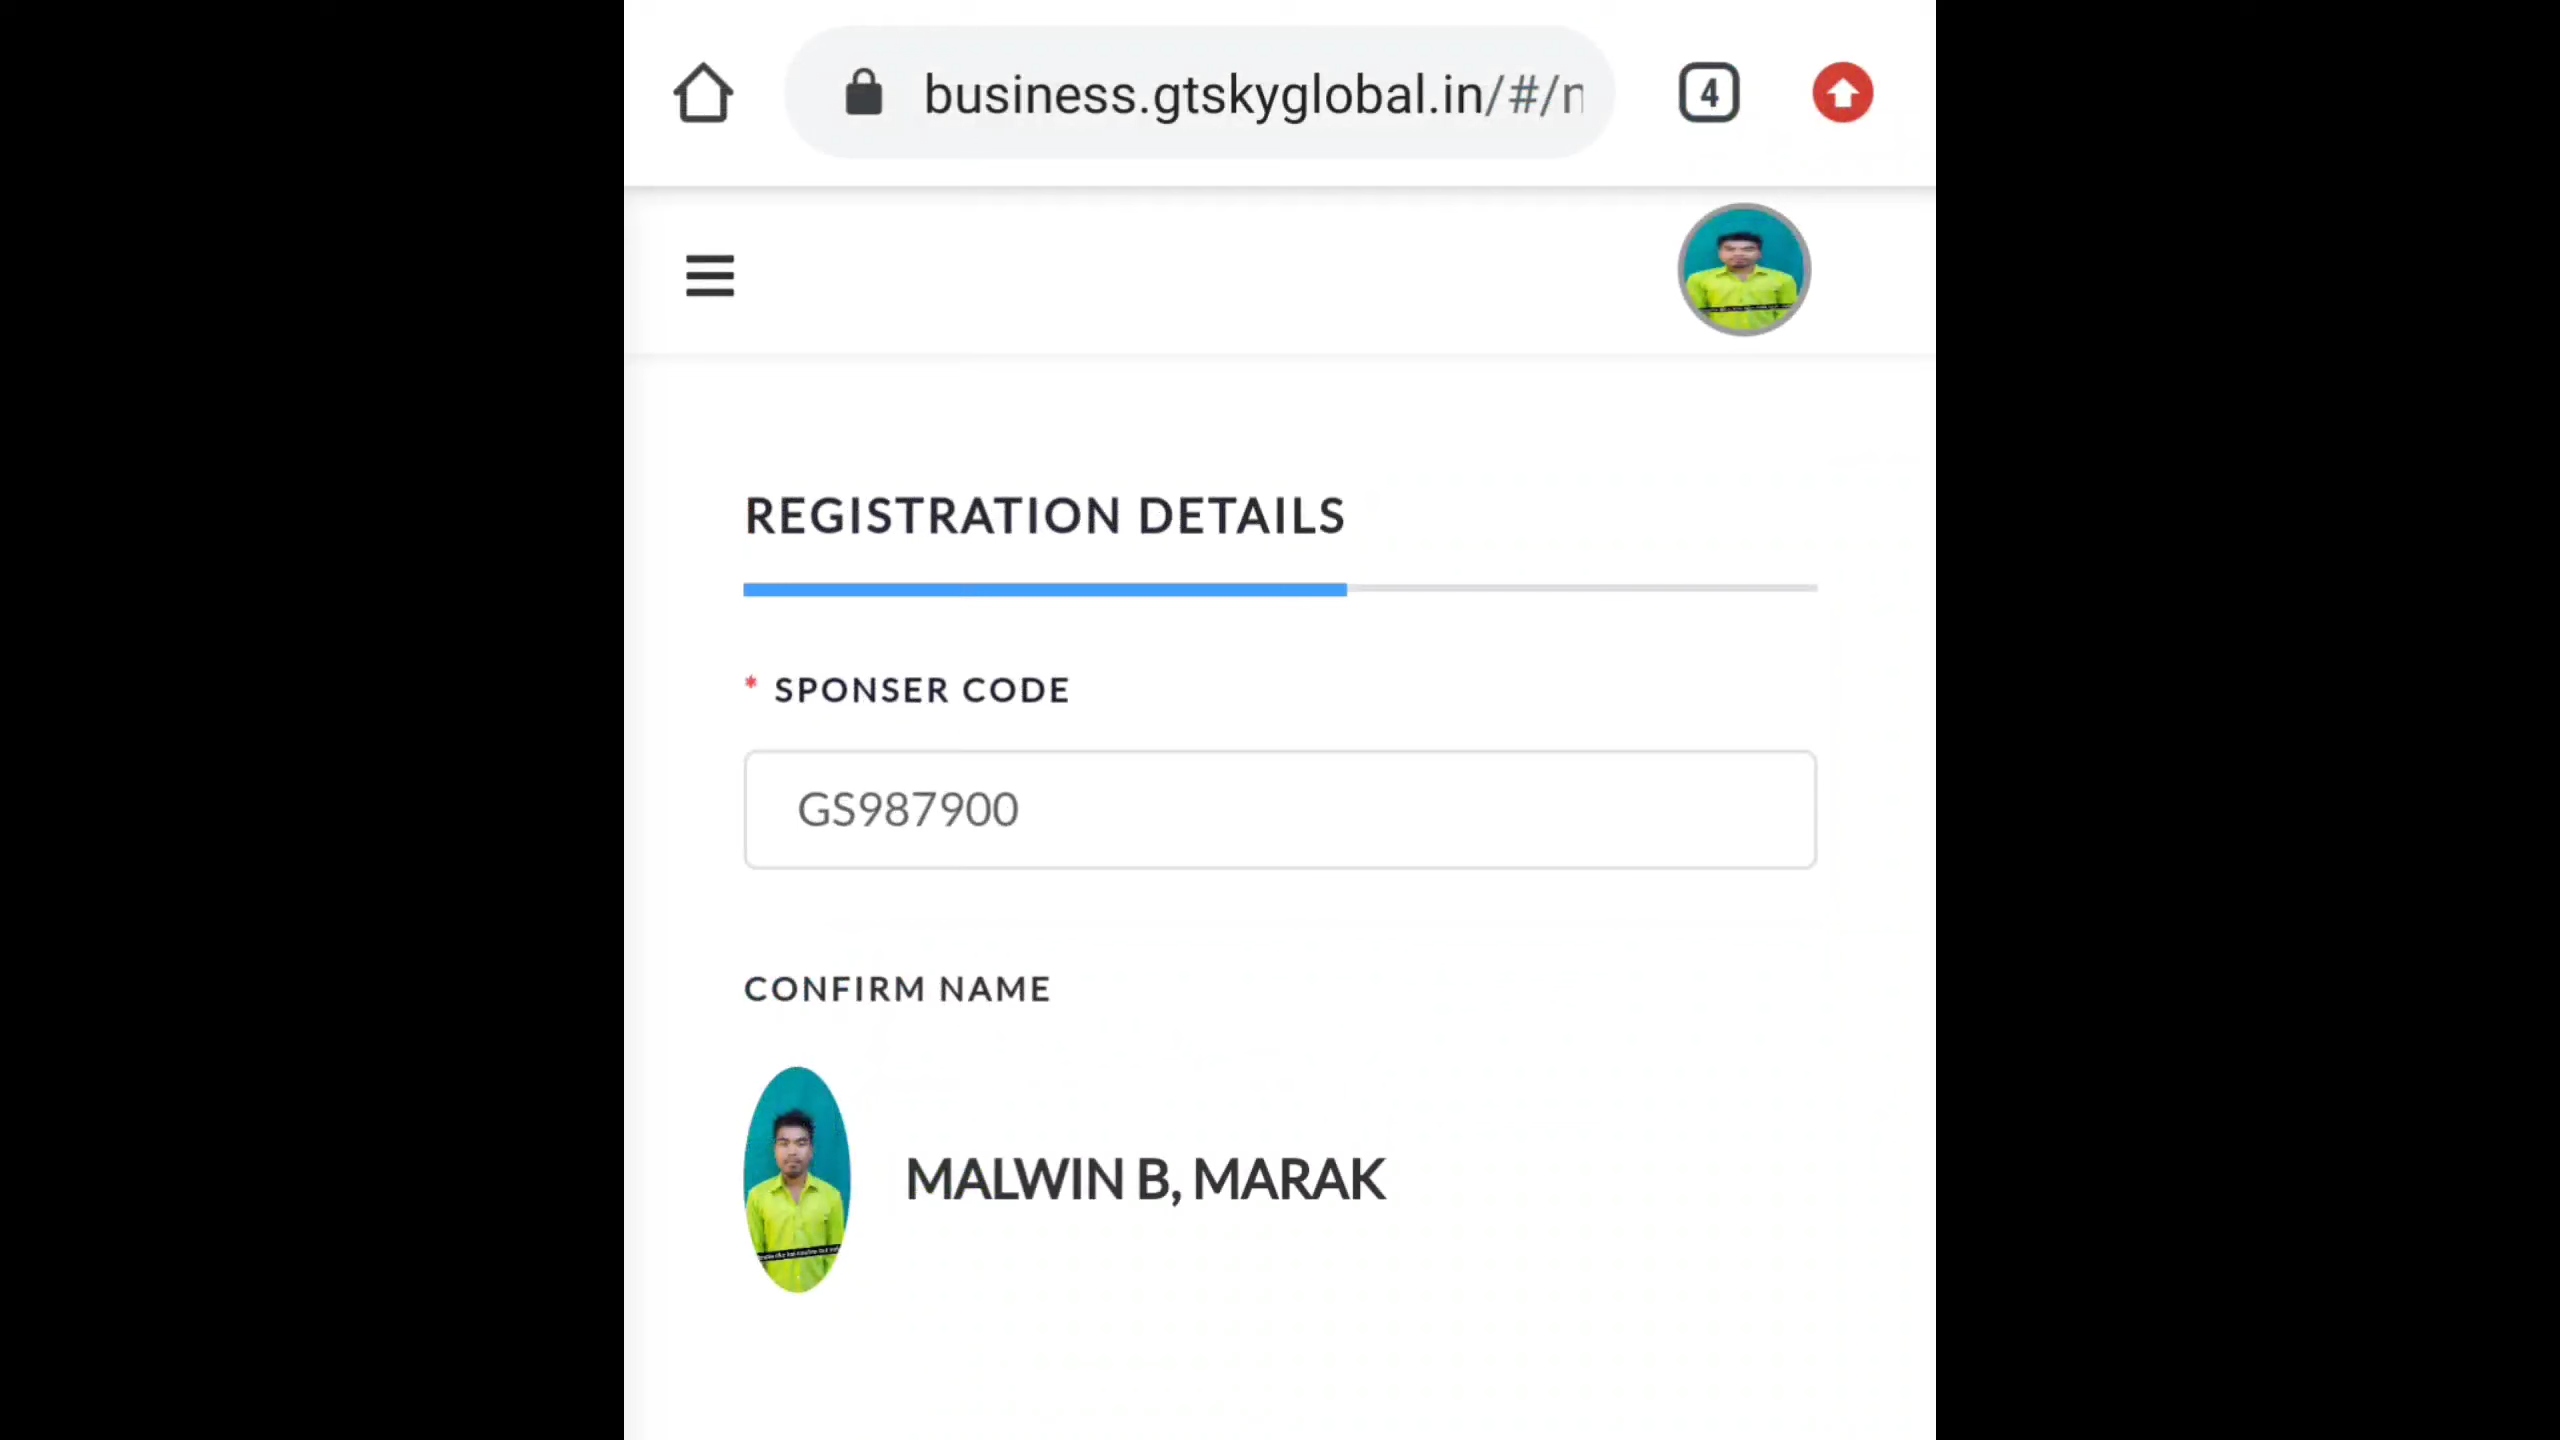 business.gtskyglobal.in/#/n
4
REGISTRATION DETAILS
* SPONSER CODE
GS987900
CONFIRM NAME
MALWIN B, MARAK